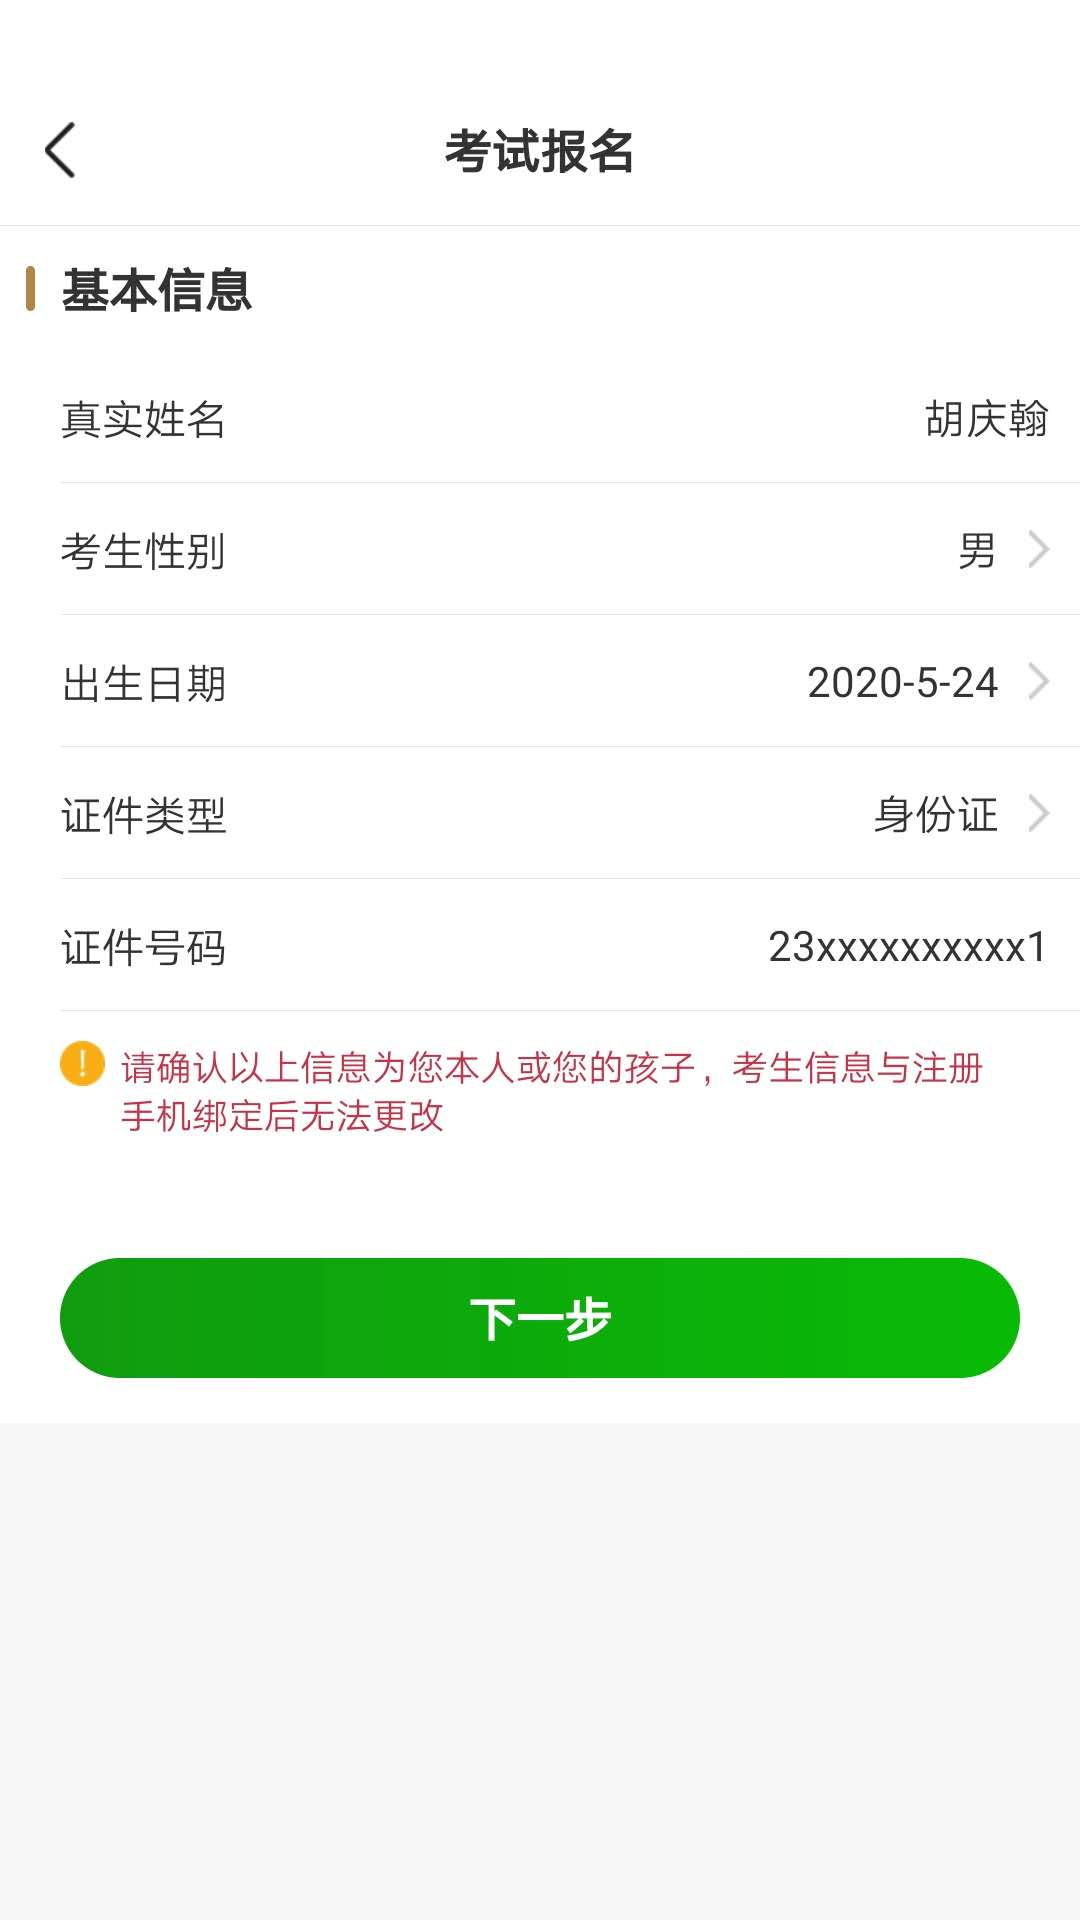 考试报名
基本信息
真实姓名 胡庆翰
考生性别 男
出生日期 2020-5-24
证件类型 身份证
证件号码 23xxxxxxxxxx1
请确认以上信息为您本人或您的孩子，考生信息与注册
手机绑定后无法更改
下一步